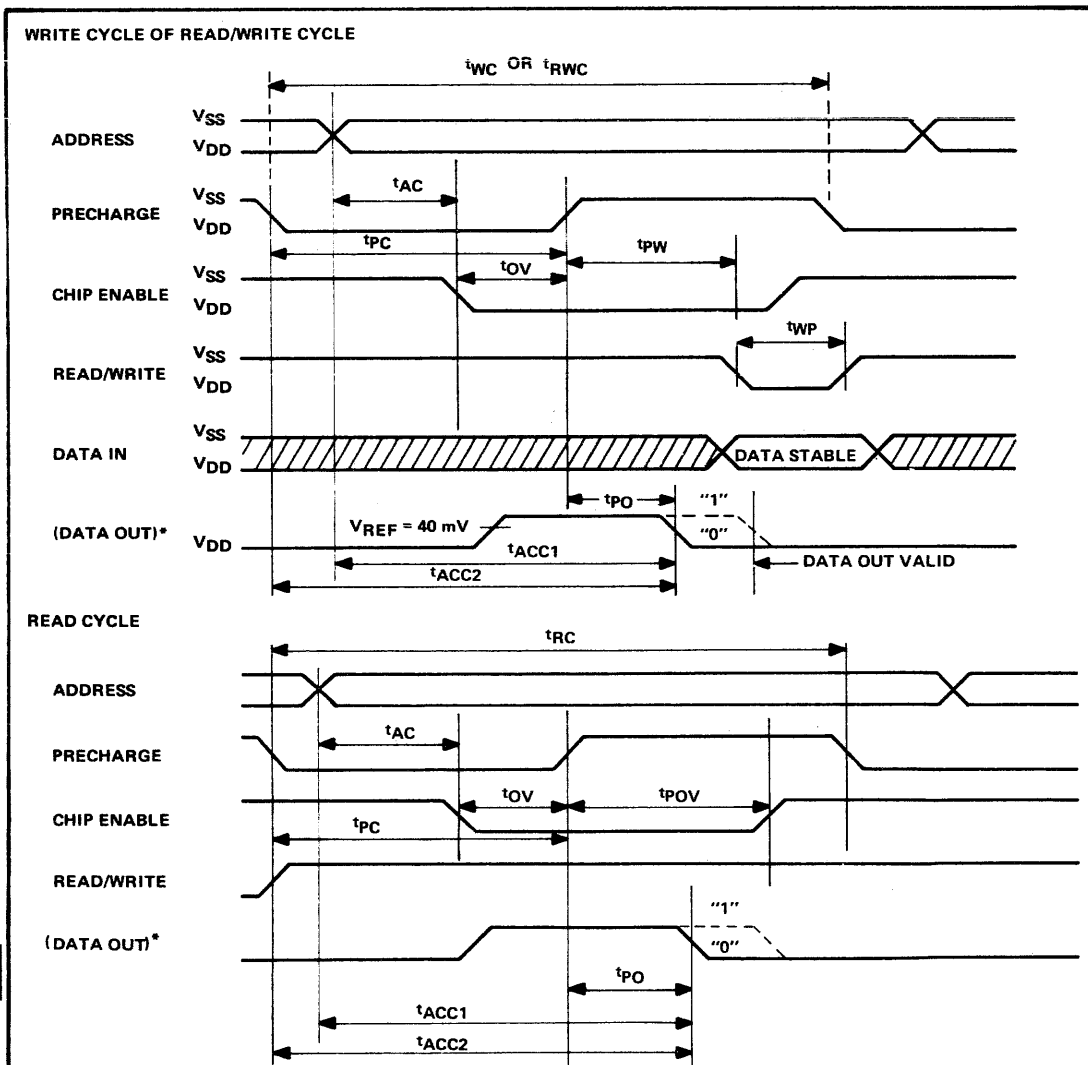 WRITE CYCLE OF READ/WRITE CYCLE
tWC OR tRWC
ADDRESS
VSS
VDD
tAC
PRECHARGE
VSS
VDD
tPC
tPW
tOV
CHIP ENABLE
VSS
VDD
tWP
READ/WRITE
VSS
VDD
DATA IN
VSS
VDD
DATA STABLE
tPO
"1"
(DATA OUT)*
VREF = 40 mV
"0"
VDD
tACC1
DATA OUT VALID
tACC2
READ CYCLE
tRC
ADDRESS
tAC
PRECHARGE
tOV
tPOV
CHIP ENABLE
tPC
READ/WRITE
"1"
(DATA OUT)*
"0"
tPO
tACC1
tACC2